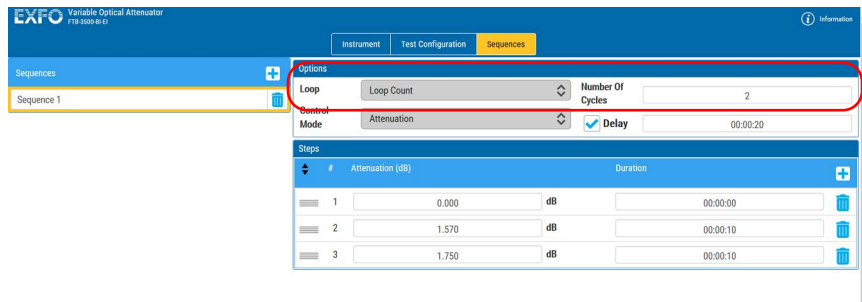 EXFO Variable Optical Attenuator
FTB-3500-BI-EI
Information
Instrument Test Configuration Sequences
Sequences
Sequence 1
Options
Loop Loop Count Number Of Cycles 2
Control Mode Attenuation Delay 00:00:20
Steps
# Attenuation (dB) Duration
1 0.000 dB 00:00:00
2 1.570 dB 00:00:10
3 1.750 dB 00:00:10